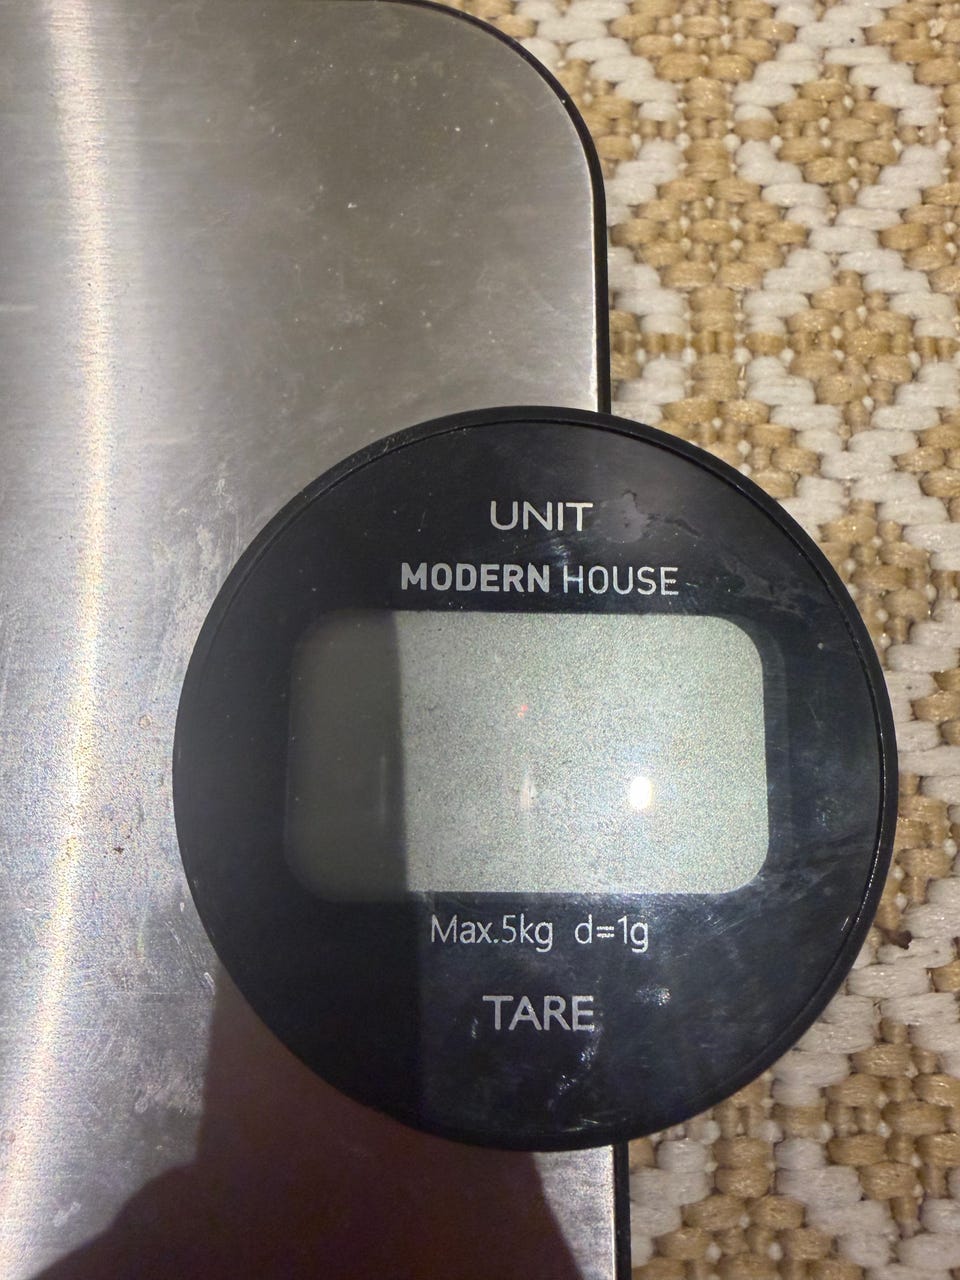 UNIT
MODERN HOUSE
Max.5kg d=1g
TARE